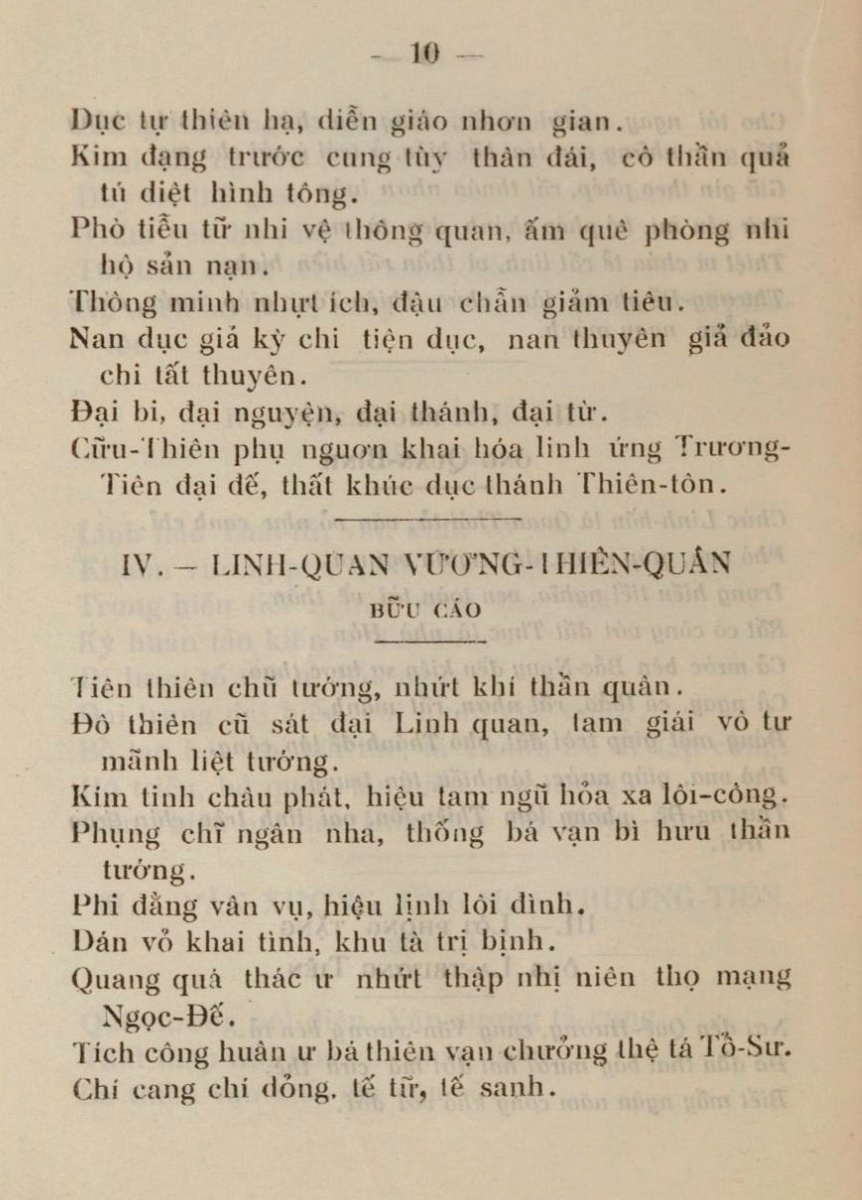 — 10 —
Dục tự thiên hạ, diễn giáo nhơn gian.
Kim đạng trước cung tùy thân đái, cô thần quả
tú diệt hình tông.
Phò tiểu tữ nhi vệ thông quan, ấm quê phòng nhi
hộ sản nạn.
Thông minh nhựt ích, đậu chẫn giảm tiêu.
Nan dục giả kỳ chi tiện dục, nan thuyên giả đảo
chi tất thuyên.
Đại bi, đại nguyện, đại thánh, đại từ.
Cữu-Thiên phụ nguơn khai hóa linh ứng Trương-
Tiên đại đế, thất khúc dục thánh Thiên-tôn.
IV. — LINH-QUAN VƯƠNG-THIÊN-QUÂN
BỮU CÁO
Tiên thiên chũ tướng, nhứt khí thần quân.
Đô thiên cũ sát đại Linh quan, tam giái vô tư
mãnh liệt tướng.
Kim tinh châu phát, hiệu tam ngũ hỏa xa lôi-công.
Phụng chĩ ngân nha, thống bá vạn bì hưu thần
tướng.
Phi đằng vân vụ, hiệu lịnh lôi đình.
Dán vỏ khai tình, khu tà trị bịnh.
Quang quá thác ư nhứt thập nhị niên thọ mạng
Ngọc-Đế.
Tích công huân ư bá thiên vạn chưởng thệ tá Tổ-Sư.
Chí cang chí dỏng, tế tữ, tế sanh.